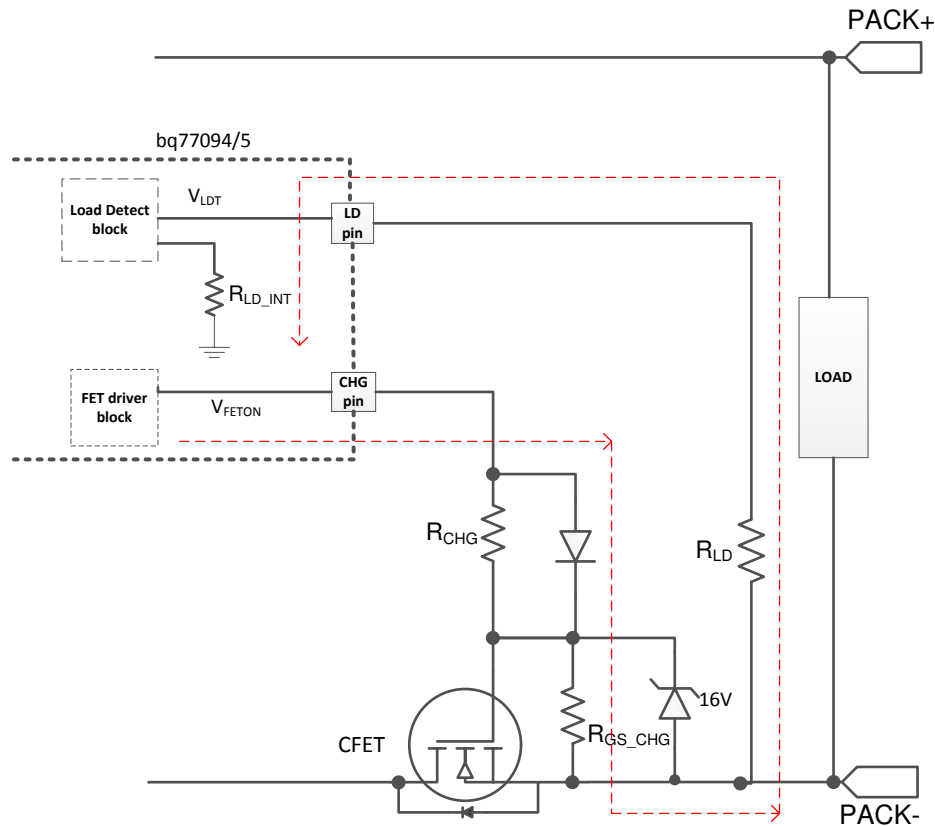 PACK+
bq77094/5
Load Detect
block
VLDT
LD
pin
RLD_INT
LOAD
FET driver
block
VFETON
CHG
pin
RCHG
RLD
16V
RGS_CHG
CFET
PACK-